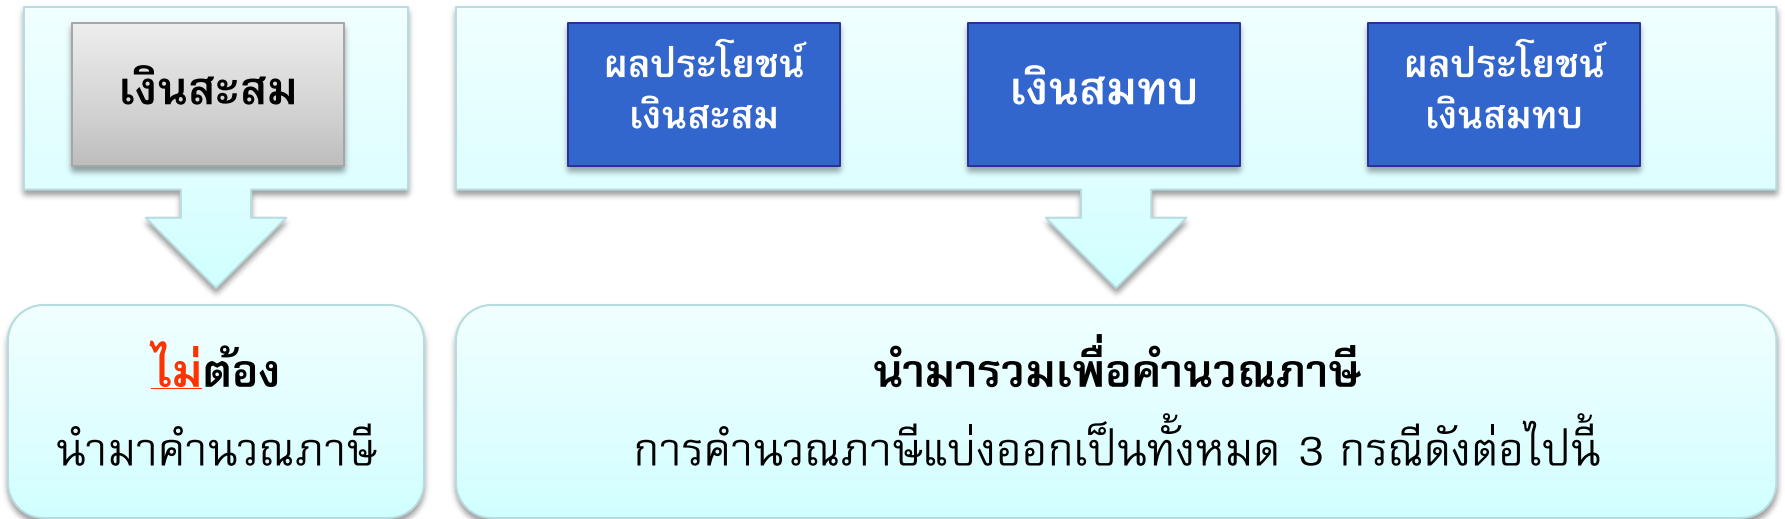 เงินสะสม
ผลประโยชน์
เงินสะสม
เงินสมทบ
ผลประโยชน์
เงินสมทบ
ไม่ต้อง
นำมาคำนวณภาษี
นำมารวมเพื่อคำนวณภาษี
การคำนวณภาษีแบ่งออกเป็นทั้งหมด 3 กรณีดังต่อไปนี้